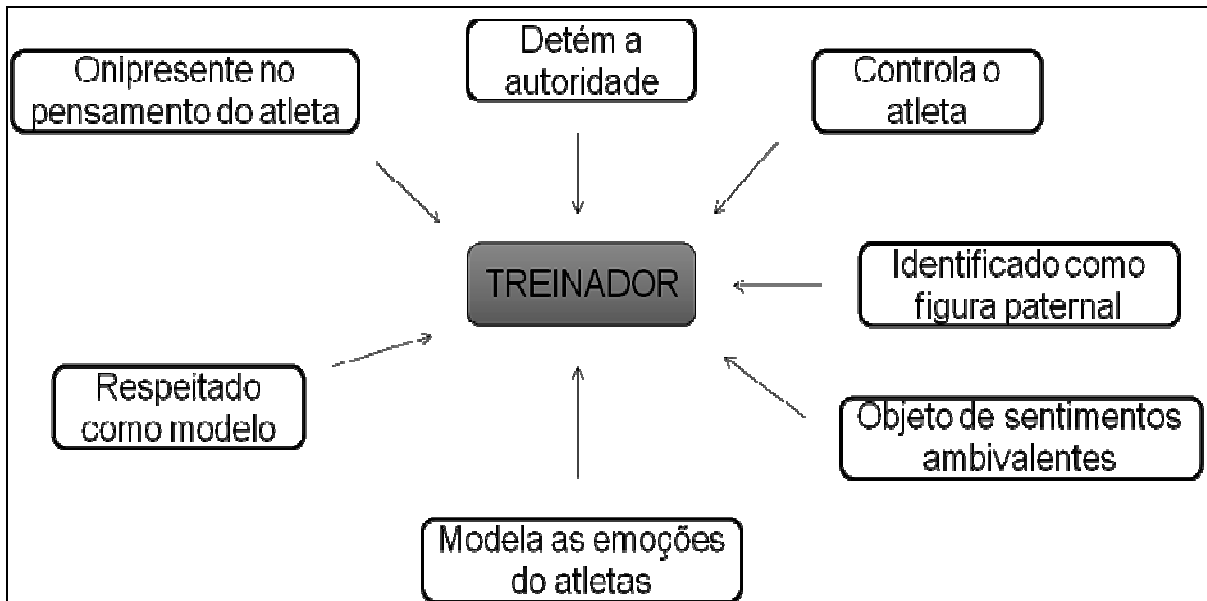 Detém a
autoridade
Onipresente no
pensamento do atleta
Controla o
atleta
TREINADOR
Identificado como
figura paternal
Respeitado
como modelo
Objeto de sentimentos
ambivalentes
Modela as emoções
do atletas